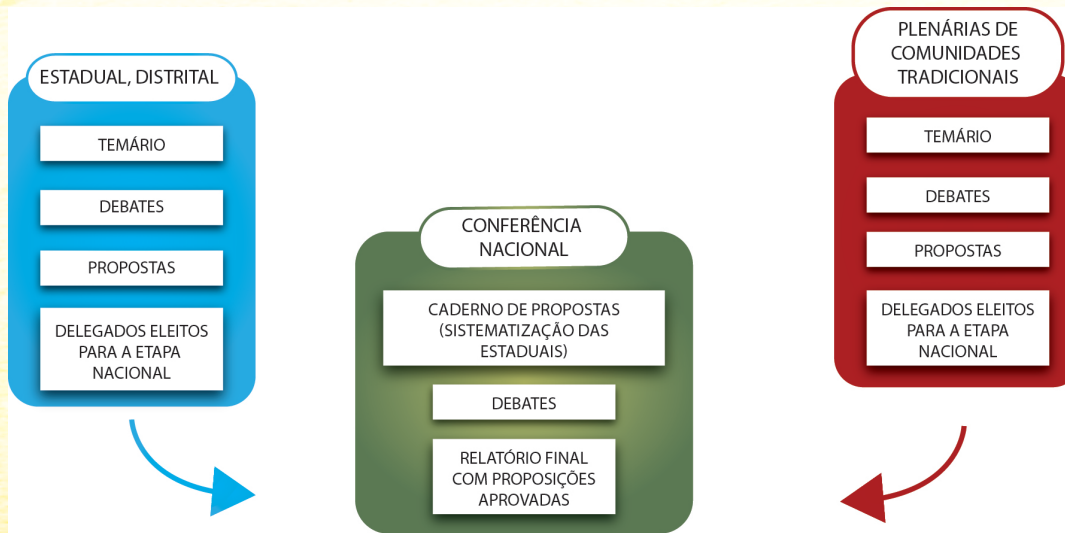 ESTADUAL, DISTRITAL
TEMÁRIO
DEBATES
PROPOSTAS
DELEGADOS ELEITOS
PARA A ETAPA
NACIONAL
CONFERÊNCIA
NACIONAL
CADERNO DE PROPOSTAS
(SISTEMATIZAÇÃO DAS
ESTADUAIS)
DEBATES
RELATÓRIO FINAL
COM PROPOSIÇÕES
APROVADAS
PLENÁRIAS DE
COMUNIDADES
TRADICIONAIS
TEMÁRIO
DEBATES
PROPOSTAS
DELEGADOS ELEITOS
PARA A ETAPA
NACIONAL